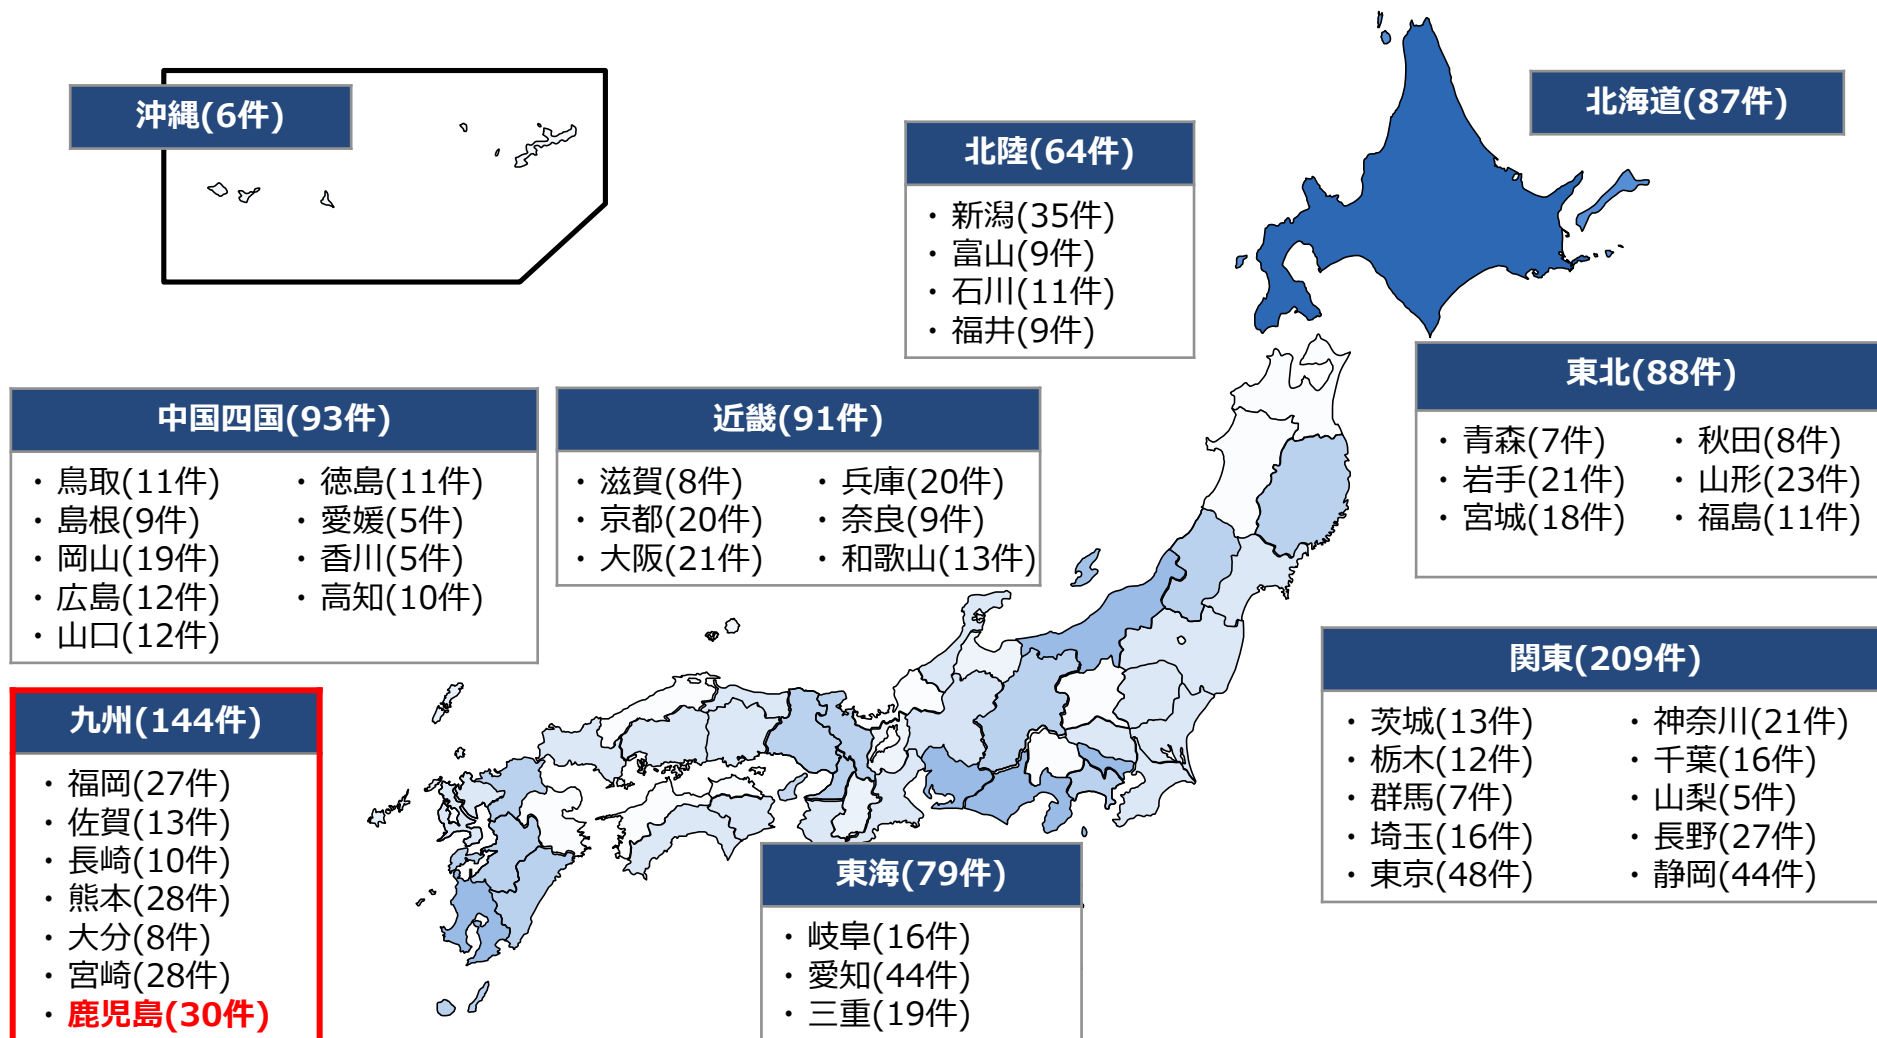 沖縄(6件)
北海道(87件)
北陸(64件)
・新潟(35件)
・富山(9件)
・石川(11件)
・福井(9件)
東北(88件)
・青森(7件)
・岩手(21件)
・宮城(18件)
・秋田(8件)
・山形(23件)
・福島(11件)
中国四国(93件)
・鳥取(11件)
・島根(9件)
・岡山(19件)
・広島(12件)
・山口(12件)
・徳島(11件)
・愛媛(5件)
・香川(5件)
・高知(10件)
近畿(91件)
・滋賀(8件)
・京都(20件)
・大阪(21件)
・兵庫(20件)
・奈良(9件)
・和歌山(13件)
関東(209件)
・茨城(13件)
・栃木(12件)
・群馬(7件)
・埼玉(16件)
・東京(48件)
・神奈川(21件)
・千葉(16件)
・山梨(5件)
・長野(27件)
・静岡(44件)
九州(144件)
・福岡(27件)
・佐賀(13件)
・長崎(10件)
・熊本(28件)
・大分(8件)
・宮崎(28件)
・鹿児島(30件)
東海(79件)
・岐阜(16件)
・愛知(44件)
・三重(19件)